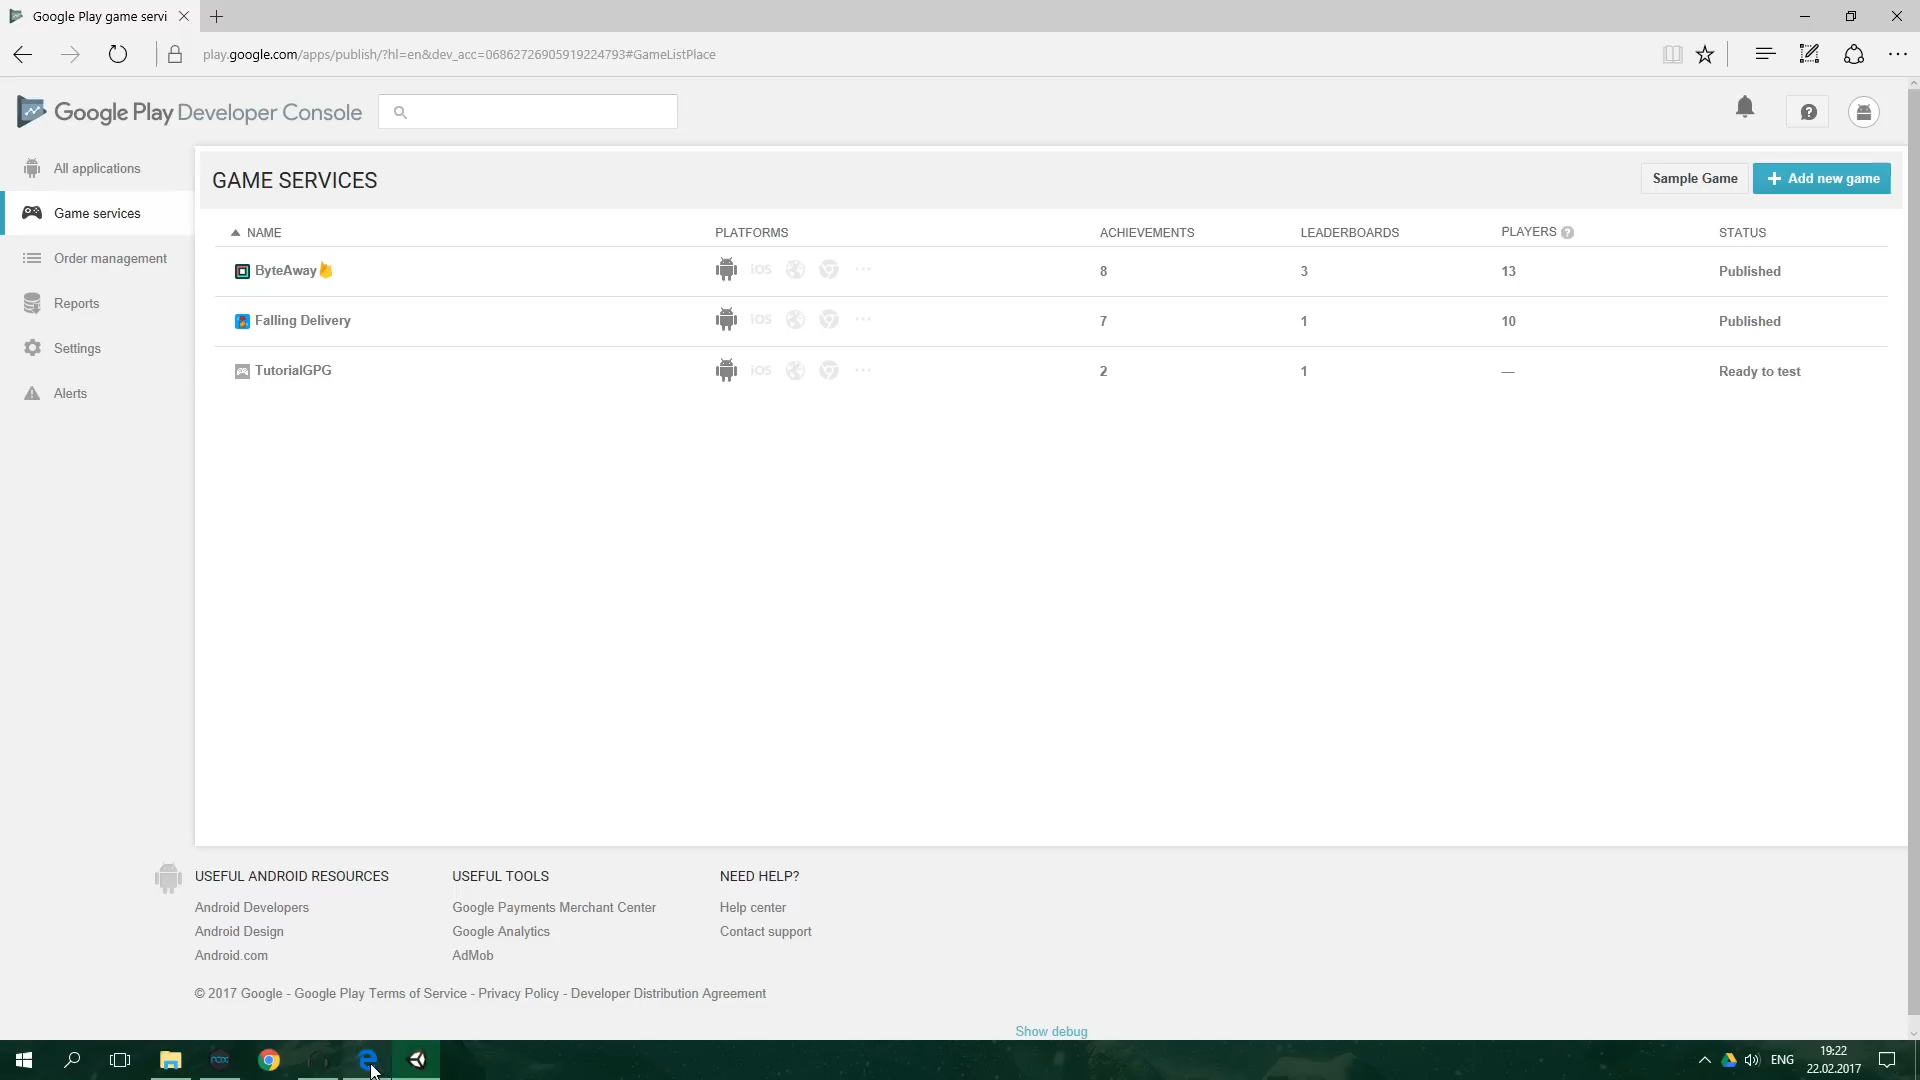 Google Play game servi
play.google.com/apps/publish/?hl=en&dev_acc=06862726905919224793#GameListPlace
Google Play Developer Console
All applications
Game services
Order management
Reports
Settings
Alerts
GAME SERVICES
Sample Game
Add new game
NAME PLATFORMS ACHIEVEMENTS LEADERBOARDS PLAYERS ? STATUS
ByteAway iOS 8 3 13 Published
Falling Delivery iOS 7 1 10 Published
TutorialGPG iOS 2 1 — Ready to test
USEFUL ANDROID RESOURCES
Android Developers
Android Design
Android.com
USEFUL TOOLS
Google Payments Merchant Center
Google Analytics
AdMob
NEED HELP?
Help center
Contact support
© 2017 Google - Google Play Terms of Service - Privacy Policy - Developer Distribution Agreement
Show debug
nox
ENG
19:22
22.02.2017